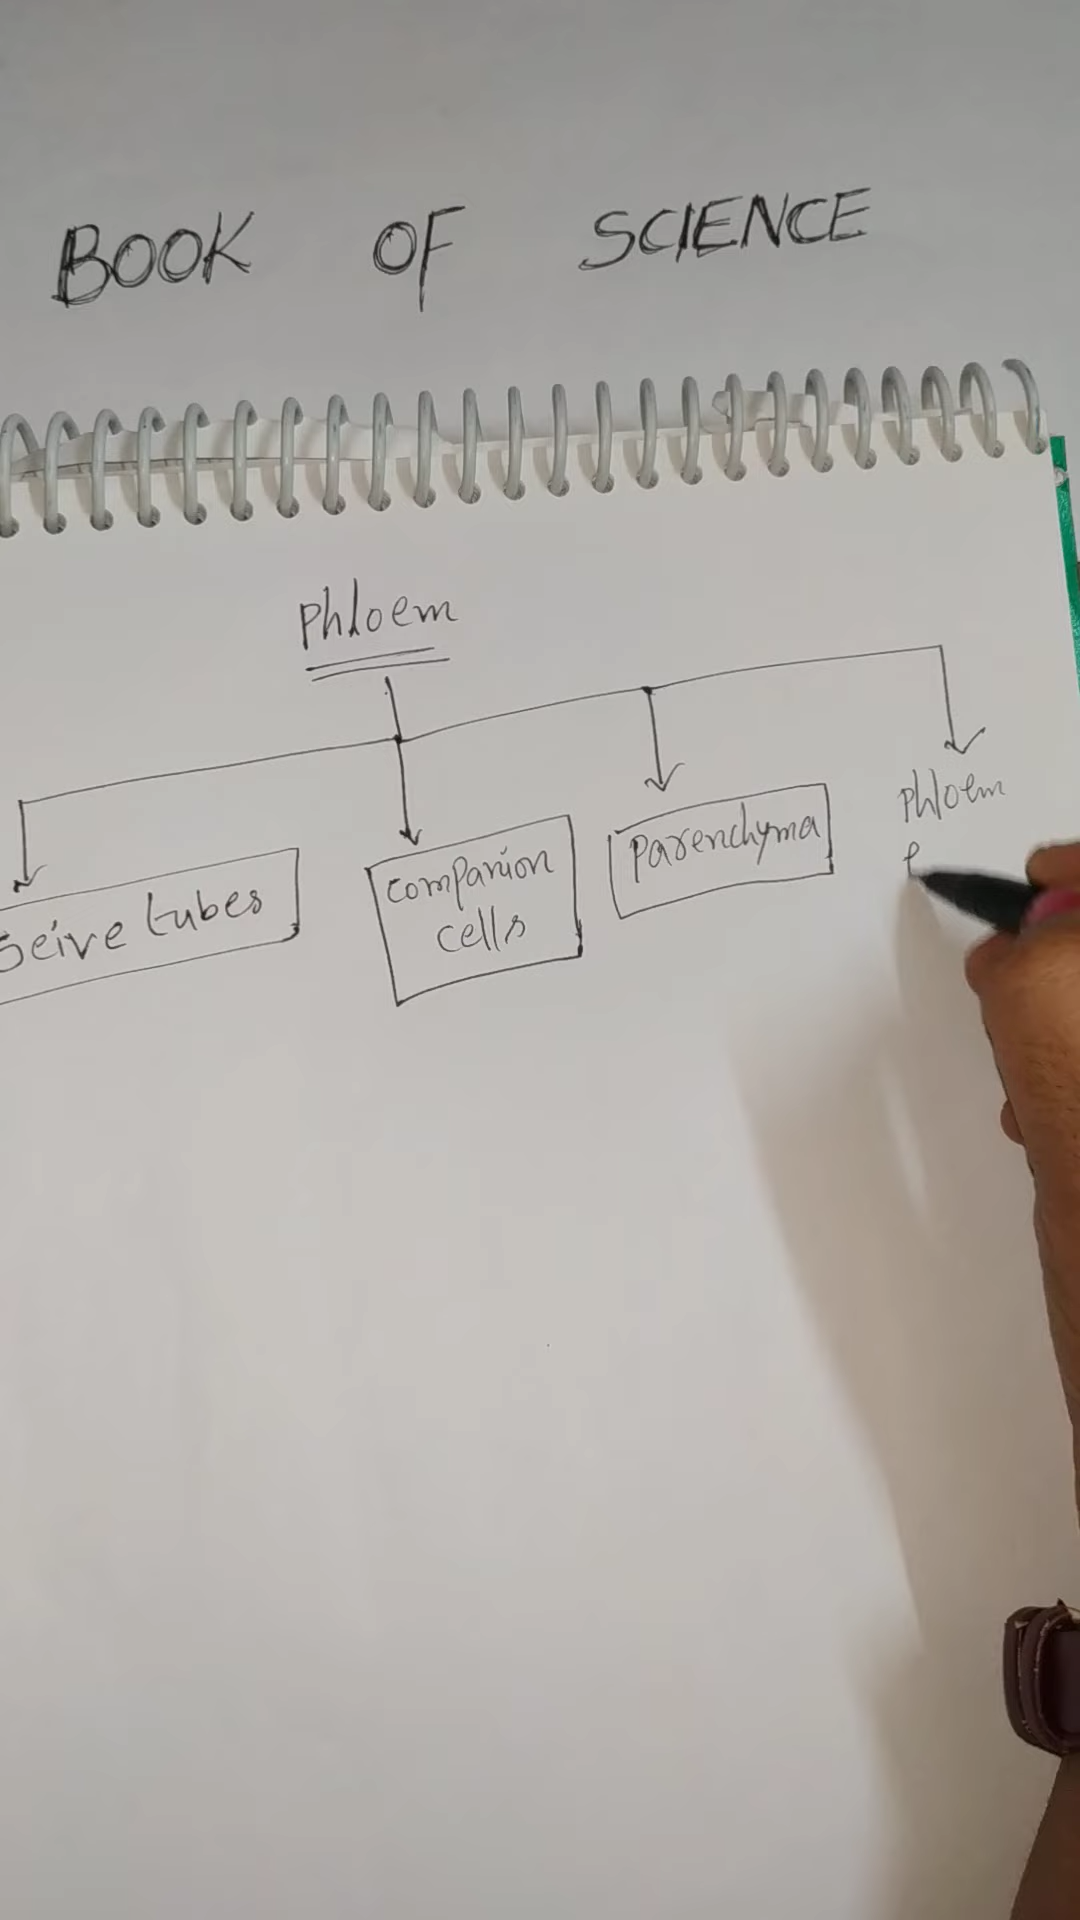 BOOK OF SCIENCE
Phloem
Seive tubes
Companion
cells
Parenchyma
Phloem
f